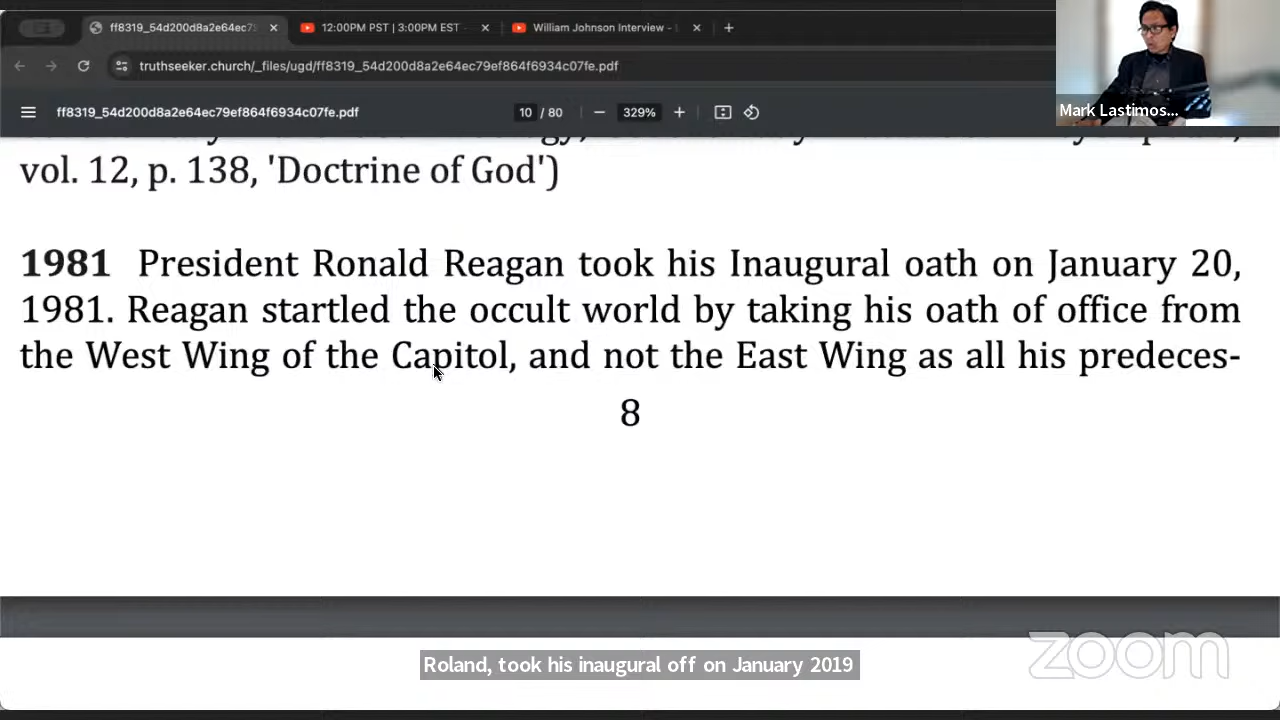 ff8319_54d200d8a2e64ec7
12:00PM PST | 3:00PM EST -
William Johnson Interview -
truthseeker.church/_files/ugd/ff8319_54d200d8a2e64ec79ef864f6934c07fe.pdf
ff8319_54d200d8a2e64ec79ef864f6934c07fe.pdf
10 / 80
329%
Mark Lastimos...
vol. 12, p. 138, 'Doctrine of God')
1981 President Ronald Reagan took his Inaugural oath on January 20,
1981. Reagan startled the occult world by taking his oath of office from
the West Wing of the Capitol, and not the East Wing as all his predeces-
8
Roland, took his inaugural off on January 2019
zoom